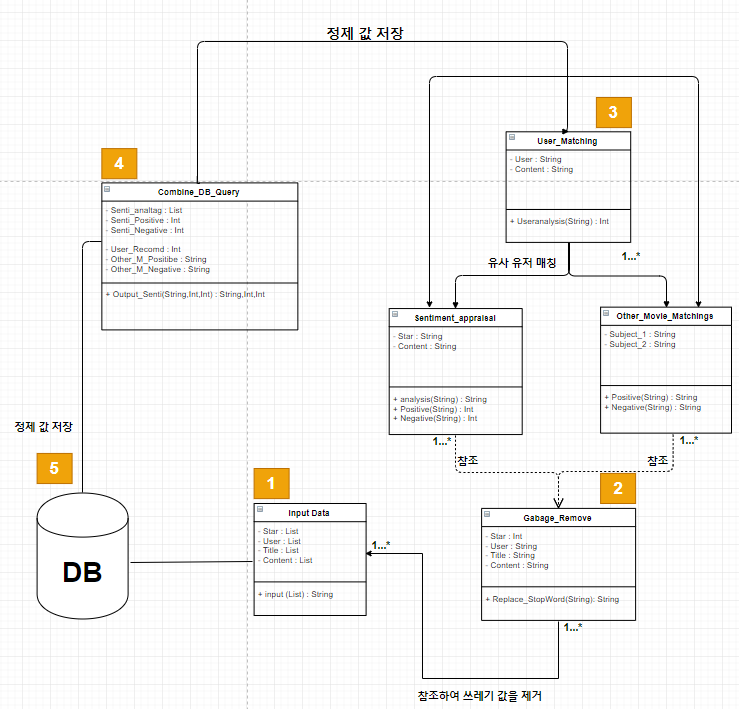 정제 값 저장
3
User_Matching
- User : String
- Content : String
+ Useranalysis(String) : Int
1...*
4
Combine_DB_Query
- Senti_analtag : List
- Senti_Positive : Int
- Senti_Negative : Int
- User_Recomd : Int
- Other_M_Positibe : String
- Other_M_Negative : String
+ Output_Senti(String,Int,Int) : String,Int,Int
유사 유저 매칭
Sentiment_appraisal
- Star : String
- Content : String
+ analysis(String) : String
+ Positive(String) : Int
+ Negative(String) : Int
1...*
Other_Movie_Matchings
- Subject_1 : String
- Subject_2 : String
+ Positive(String) : String
+ Negative(String) : String
1...*
참조
참조
정제 값 저장
5
DB
1
Input Data
- Star : List
- User : List
- Title : List
- Content : List
+ input (List) : String
1...*
2
Gabage_Remove
- Star : Int
- User : String
- Title : String
- Content : String
+ Replace_StopWord(String): String
1...*
참조하여 쓰레기 값을 제거